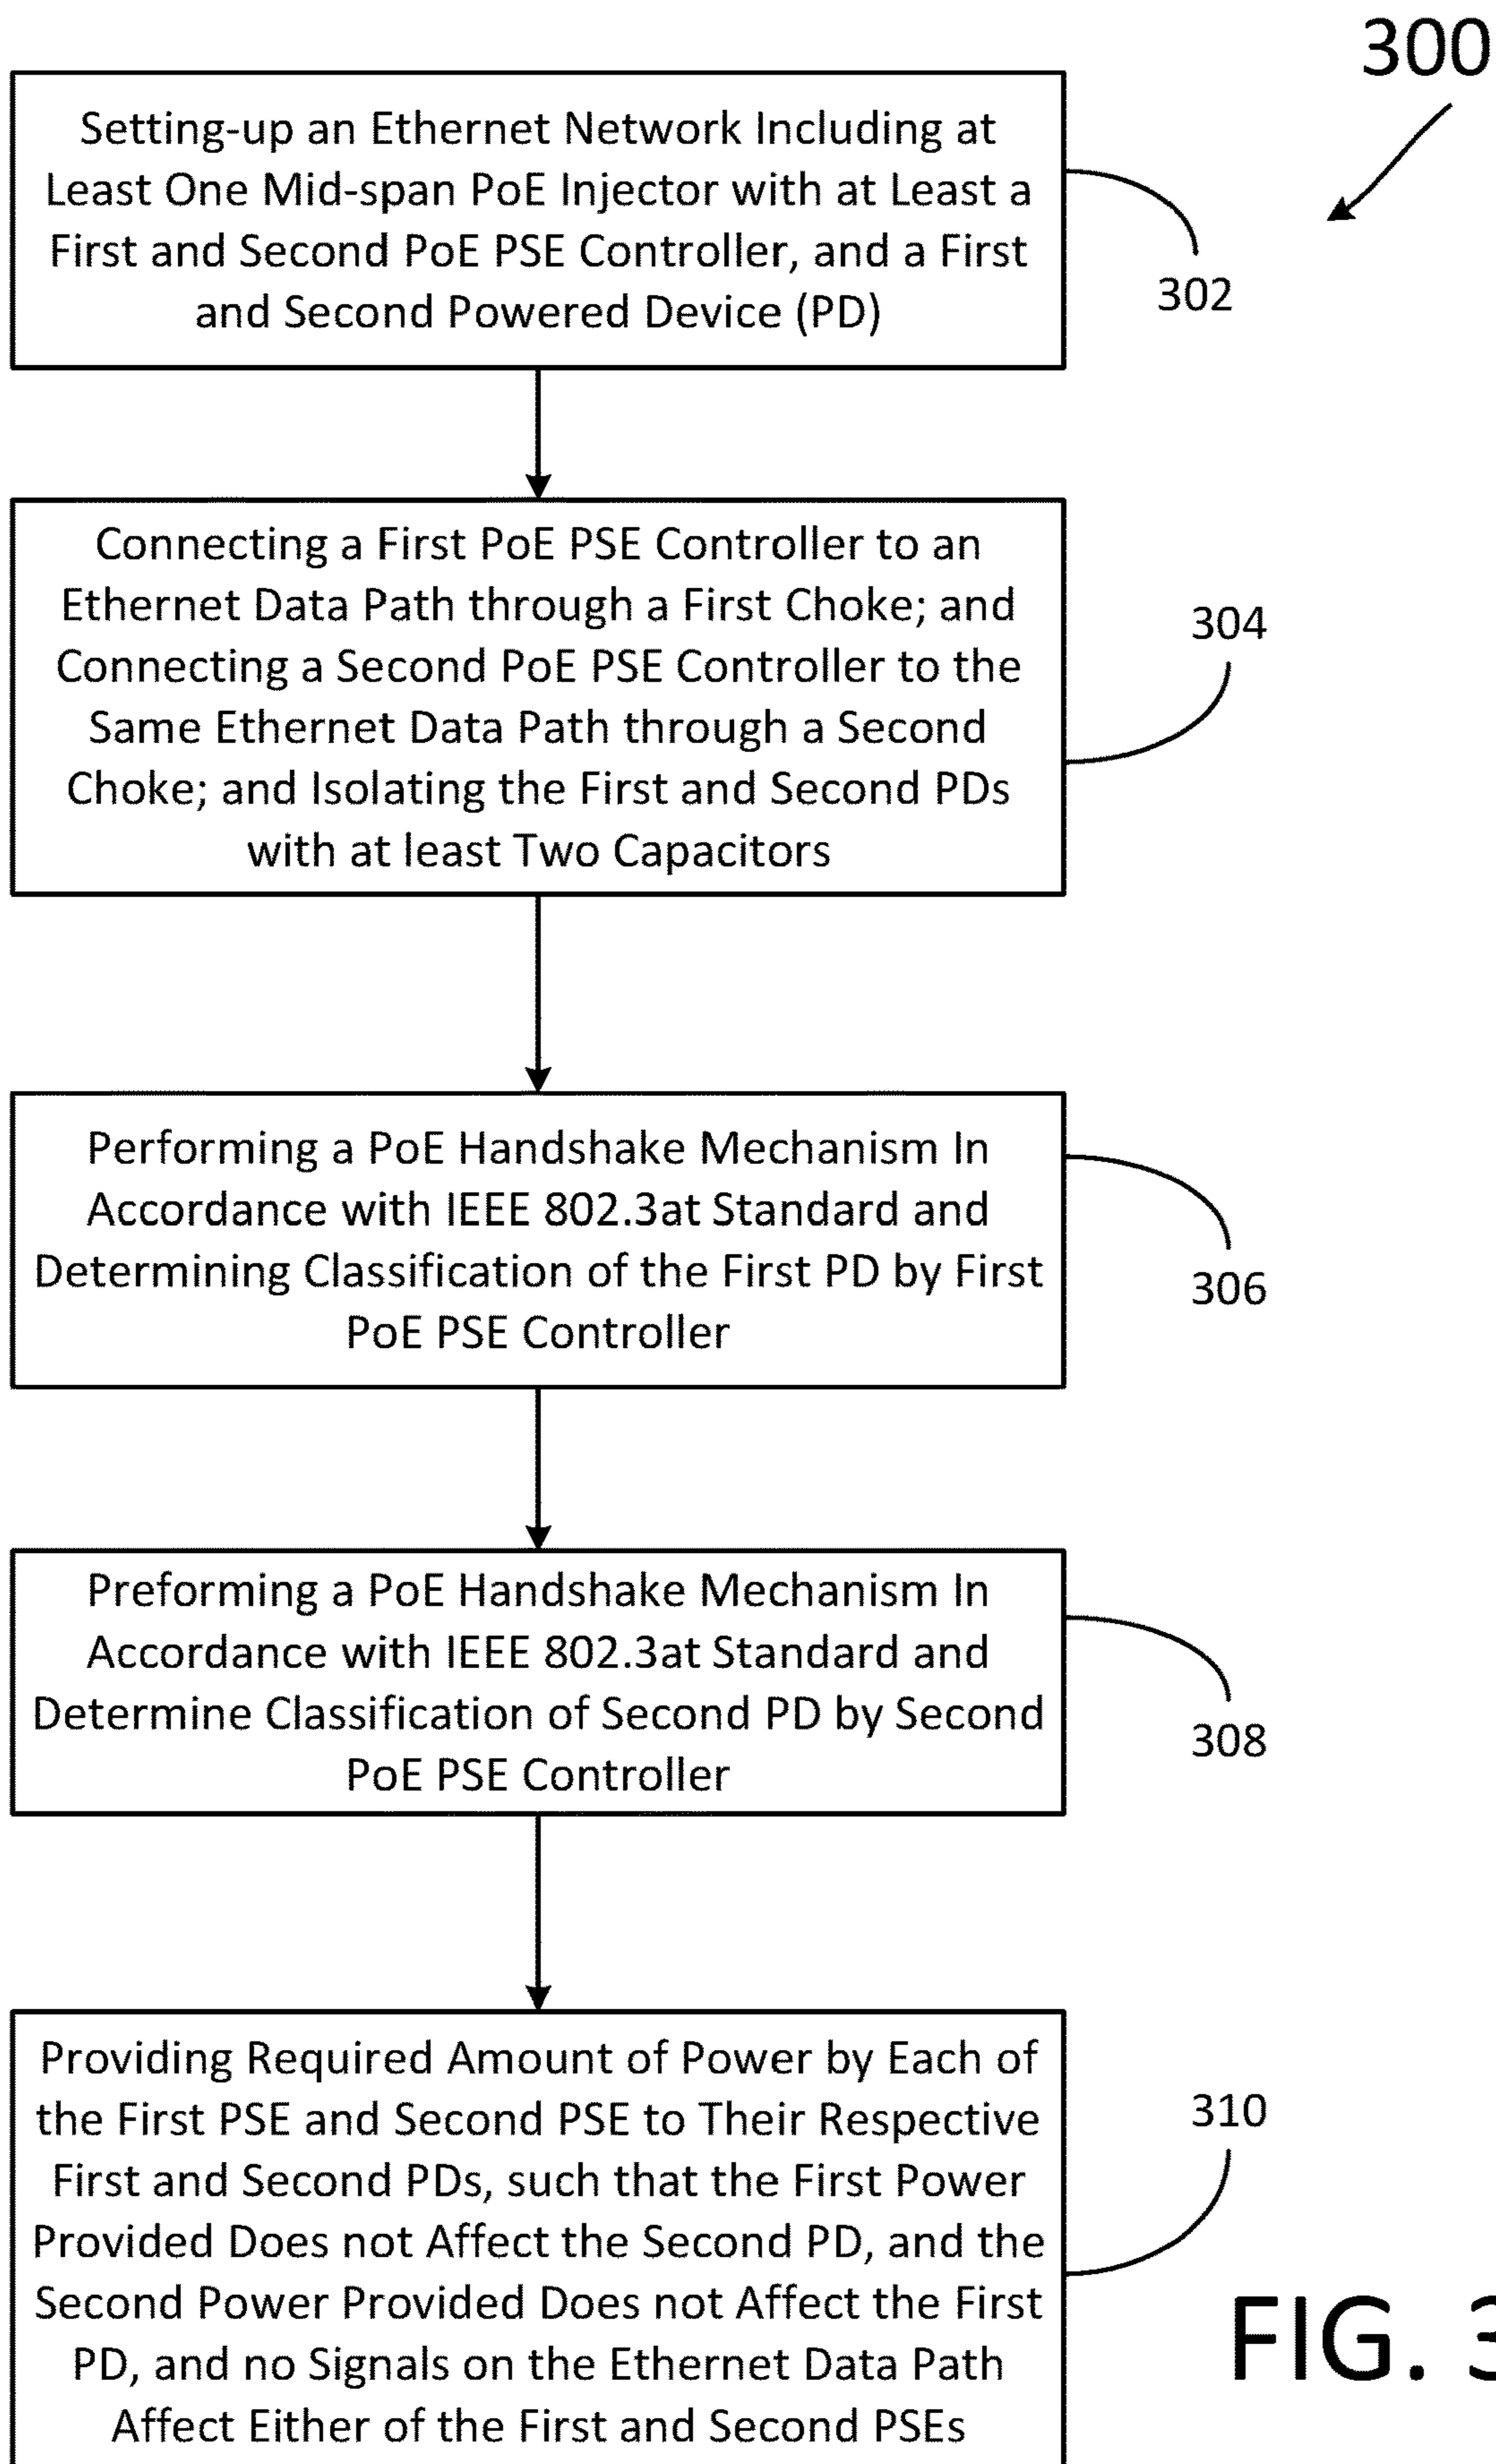 300
Setting-up an Ethernet Network Including at
Least One Mid-span PoE Injector with at Least a
First and Second PoE PSE Controller, and a First
and Second Powered Device (PD)
302
Connecting a First PoE PSE Controller to an
Ethernet Data Path through a First Choke; and
Connecting a Second PoE PSE Controller to the
Same Ethernet Data Path through a Second
Choke; and Isolating the First and Second PDs
with at least Two Capacitors
304
Performing a PoE Handshake Mechanism In
Accordance with IEEE 802.3at Standard and
Determining Classification of the First PD by First
PoE PSE Controller
306
Preforming a PoE Handshake Mechanism In
Accordance with IEEE 802.3at Standard and
Determine Classification of Second PD by Second
PoE PSE Controller
308
Providing Required Amount of Power by Each of
the First PSE and Second PSE to Their Respective
First and Second PDs, such that the First Power
Provided Does not Affect the Second PD, and the
Second Power Provided Does not Affect the First
PD, and no Signals on the Ethernet Data Path
Affect Either of the First and Second PSEs
310
FIG. 3